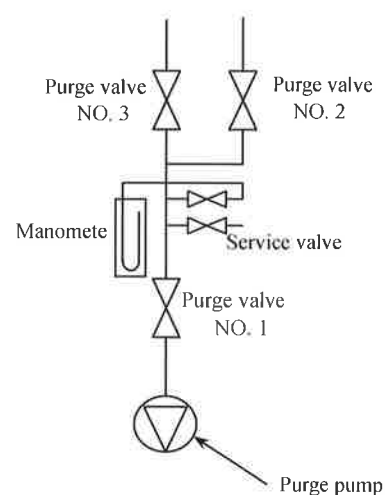 Purge valve
NO. 3
Purge valve
NO. 2
Manomete
Service valve
Purge valve
NO. 1
Purge pump